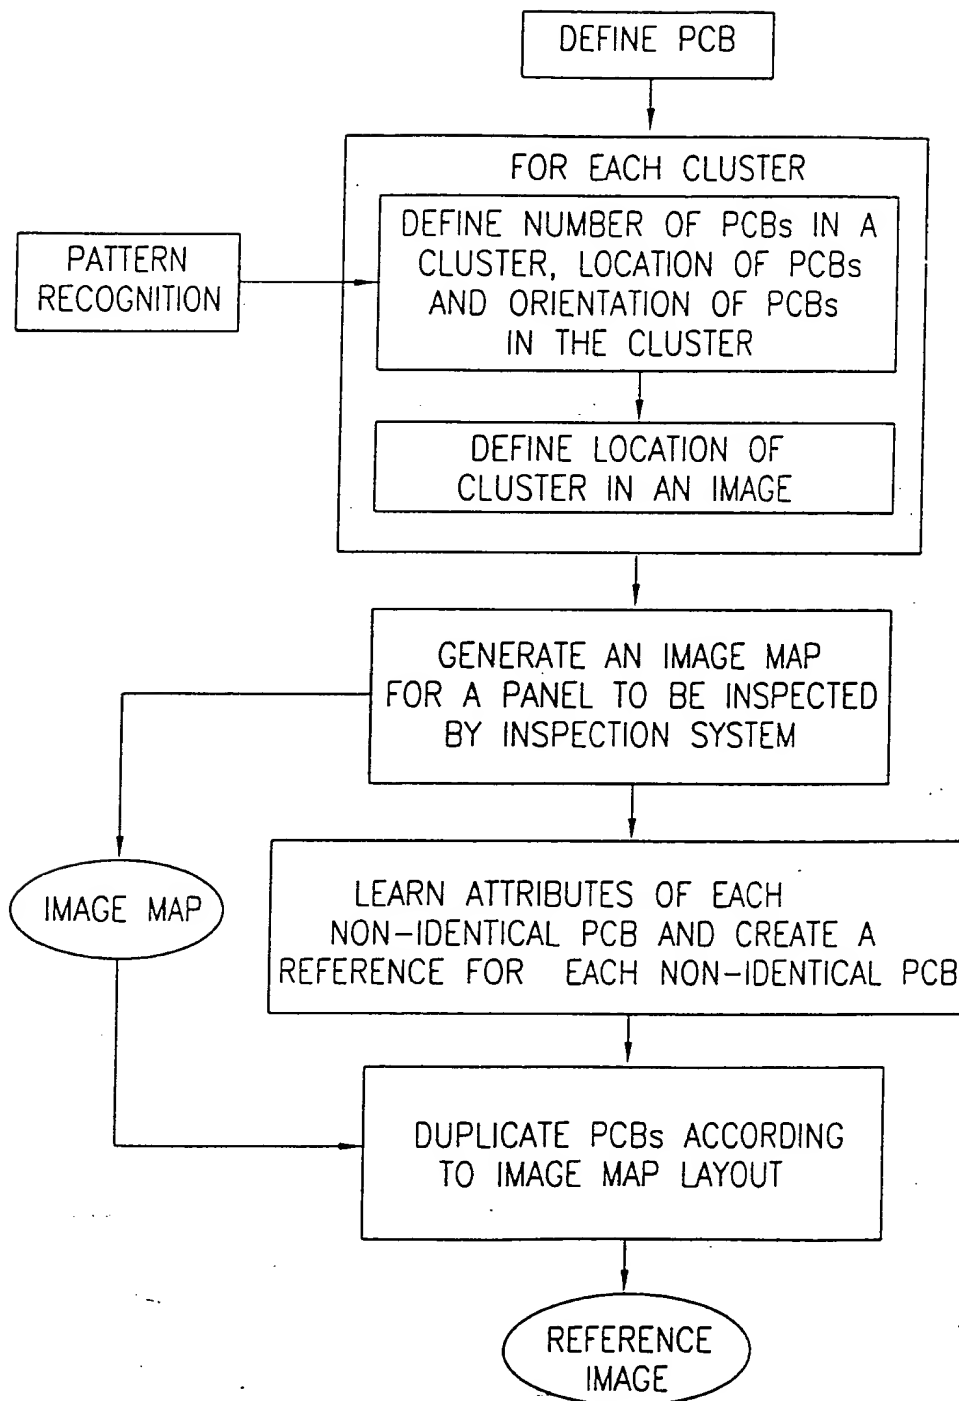 DEFINE PCB
FOR EACH CLUSTER
DEFINE NUMBER OF PCBs IN A
CLUSTER, LOCATION OF PCBs
AND ORIENTATION OF PCBs
IN THE CLUSTER
PATTERN
RECOGNITION
DEFINE LOCATION OF
CLUSTER IN AN IMAGE
GENERATE AN IMAGE MAP
FOR A PANEL TO BE INSPECTED
BY INSPECTION SYSTEM
IMAGE MAP
LEARN ATTRIBUTES OF EACH
NON-IDENTICAL PCB AND CREATE A
REFERENCE FOR EACH NON-IDENTICAL PCB
DUPLICATE PCBs ACCORDING
TO IMAGE MAP LAYOUT
REFERENCE
IMAGE